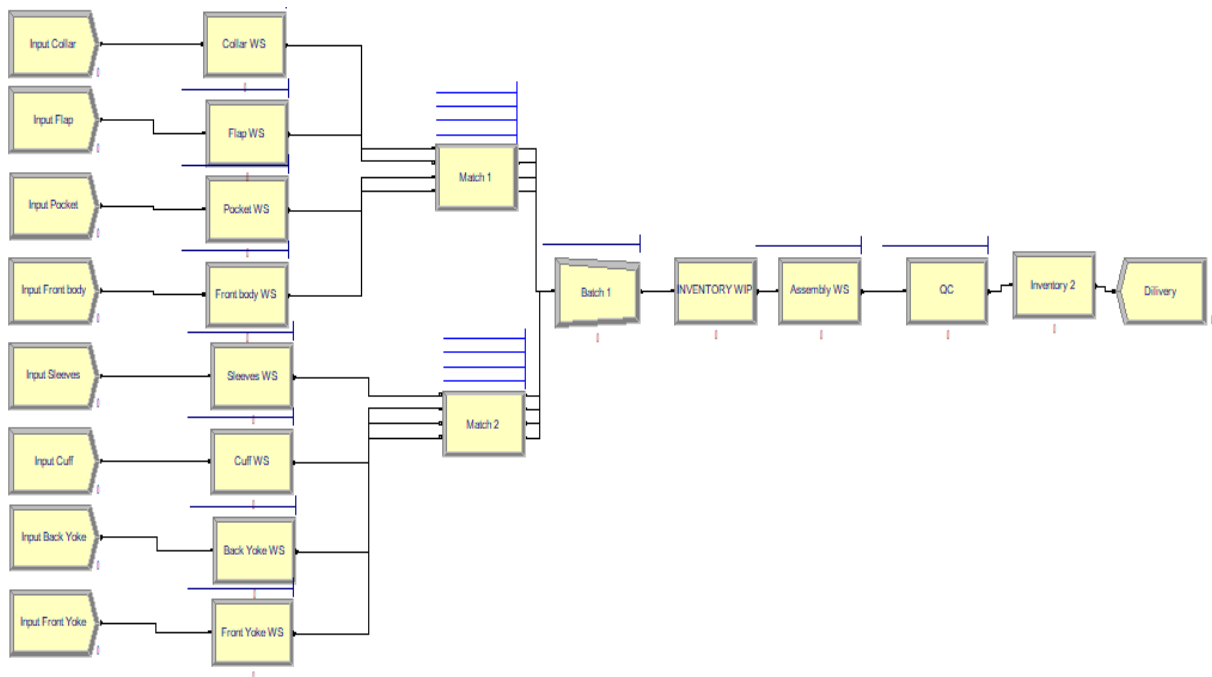 Input Collar
Collar WS
Input Flap
Flap WS
Match 1
Input Pocket
Pocket WS
Input Front body
Front body WS
Batch 1
INVENTORY WIP
Assembly WS
QC
Inventory 2
Dilivery
Input Sleeves
Sleeves WS
Match 2
Input Cuff
Cuff WS
Input Back Yoke
Back Yoke WS
Input Front Yoke
Front Yoke WS